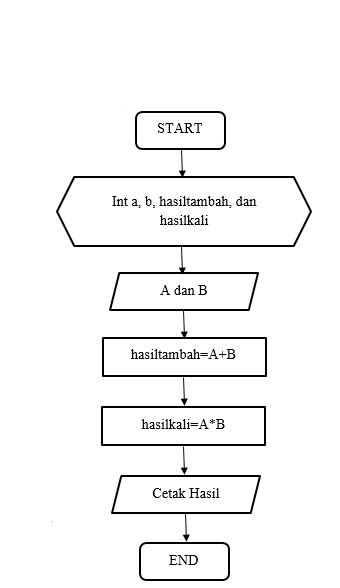 START
Int a, b, hasiltambah, dan
hasilkali
A dan B
hasiltambah=A+B
hasilkali=A*B
Cetak Hasil
END